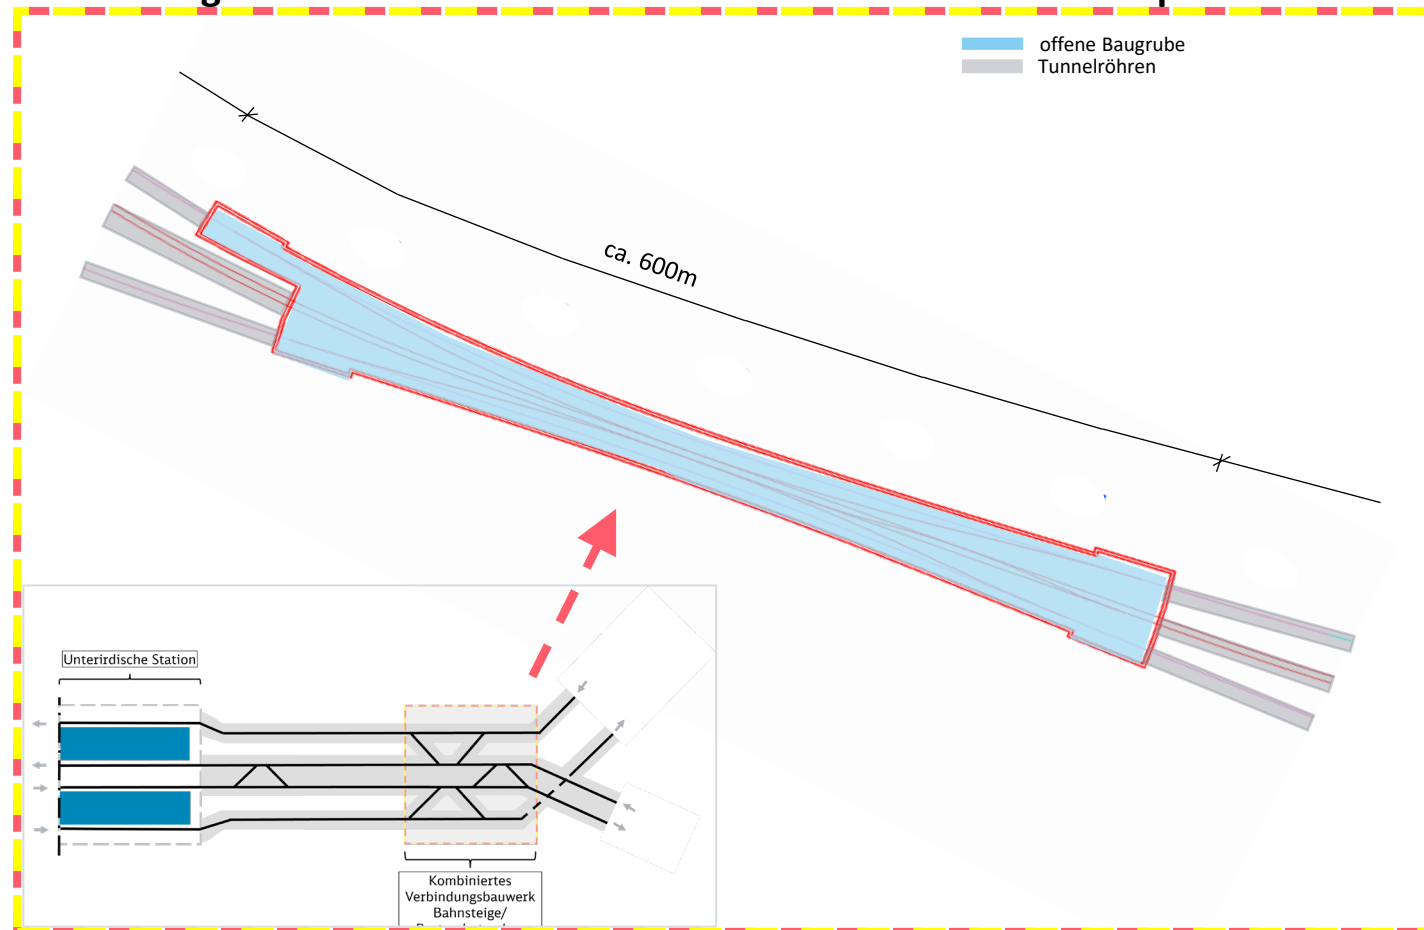 offene Baugrube
Tunnelröhren
ca. 600m
Unterirdische Station
Kombiniertes
Verbindungsbauwerk
Bahnsteige/